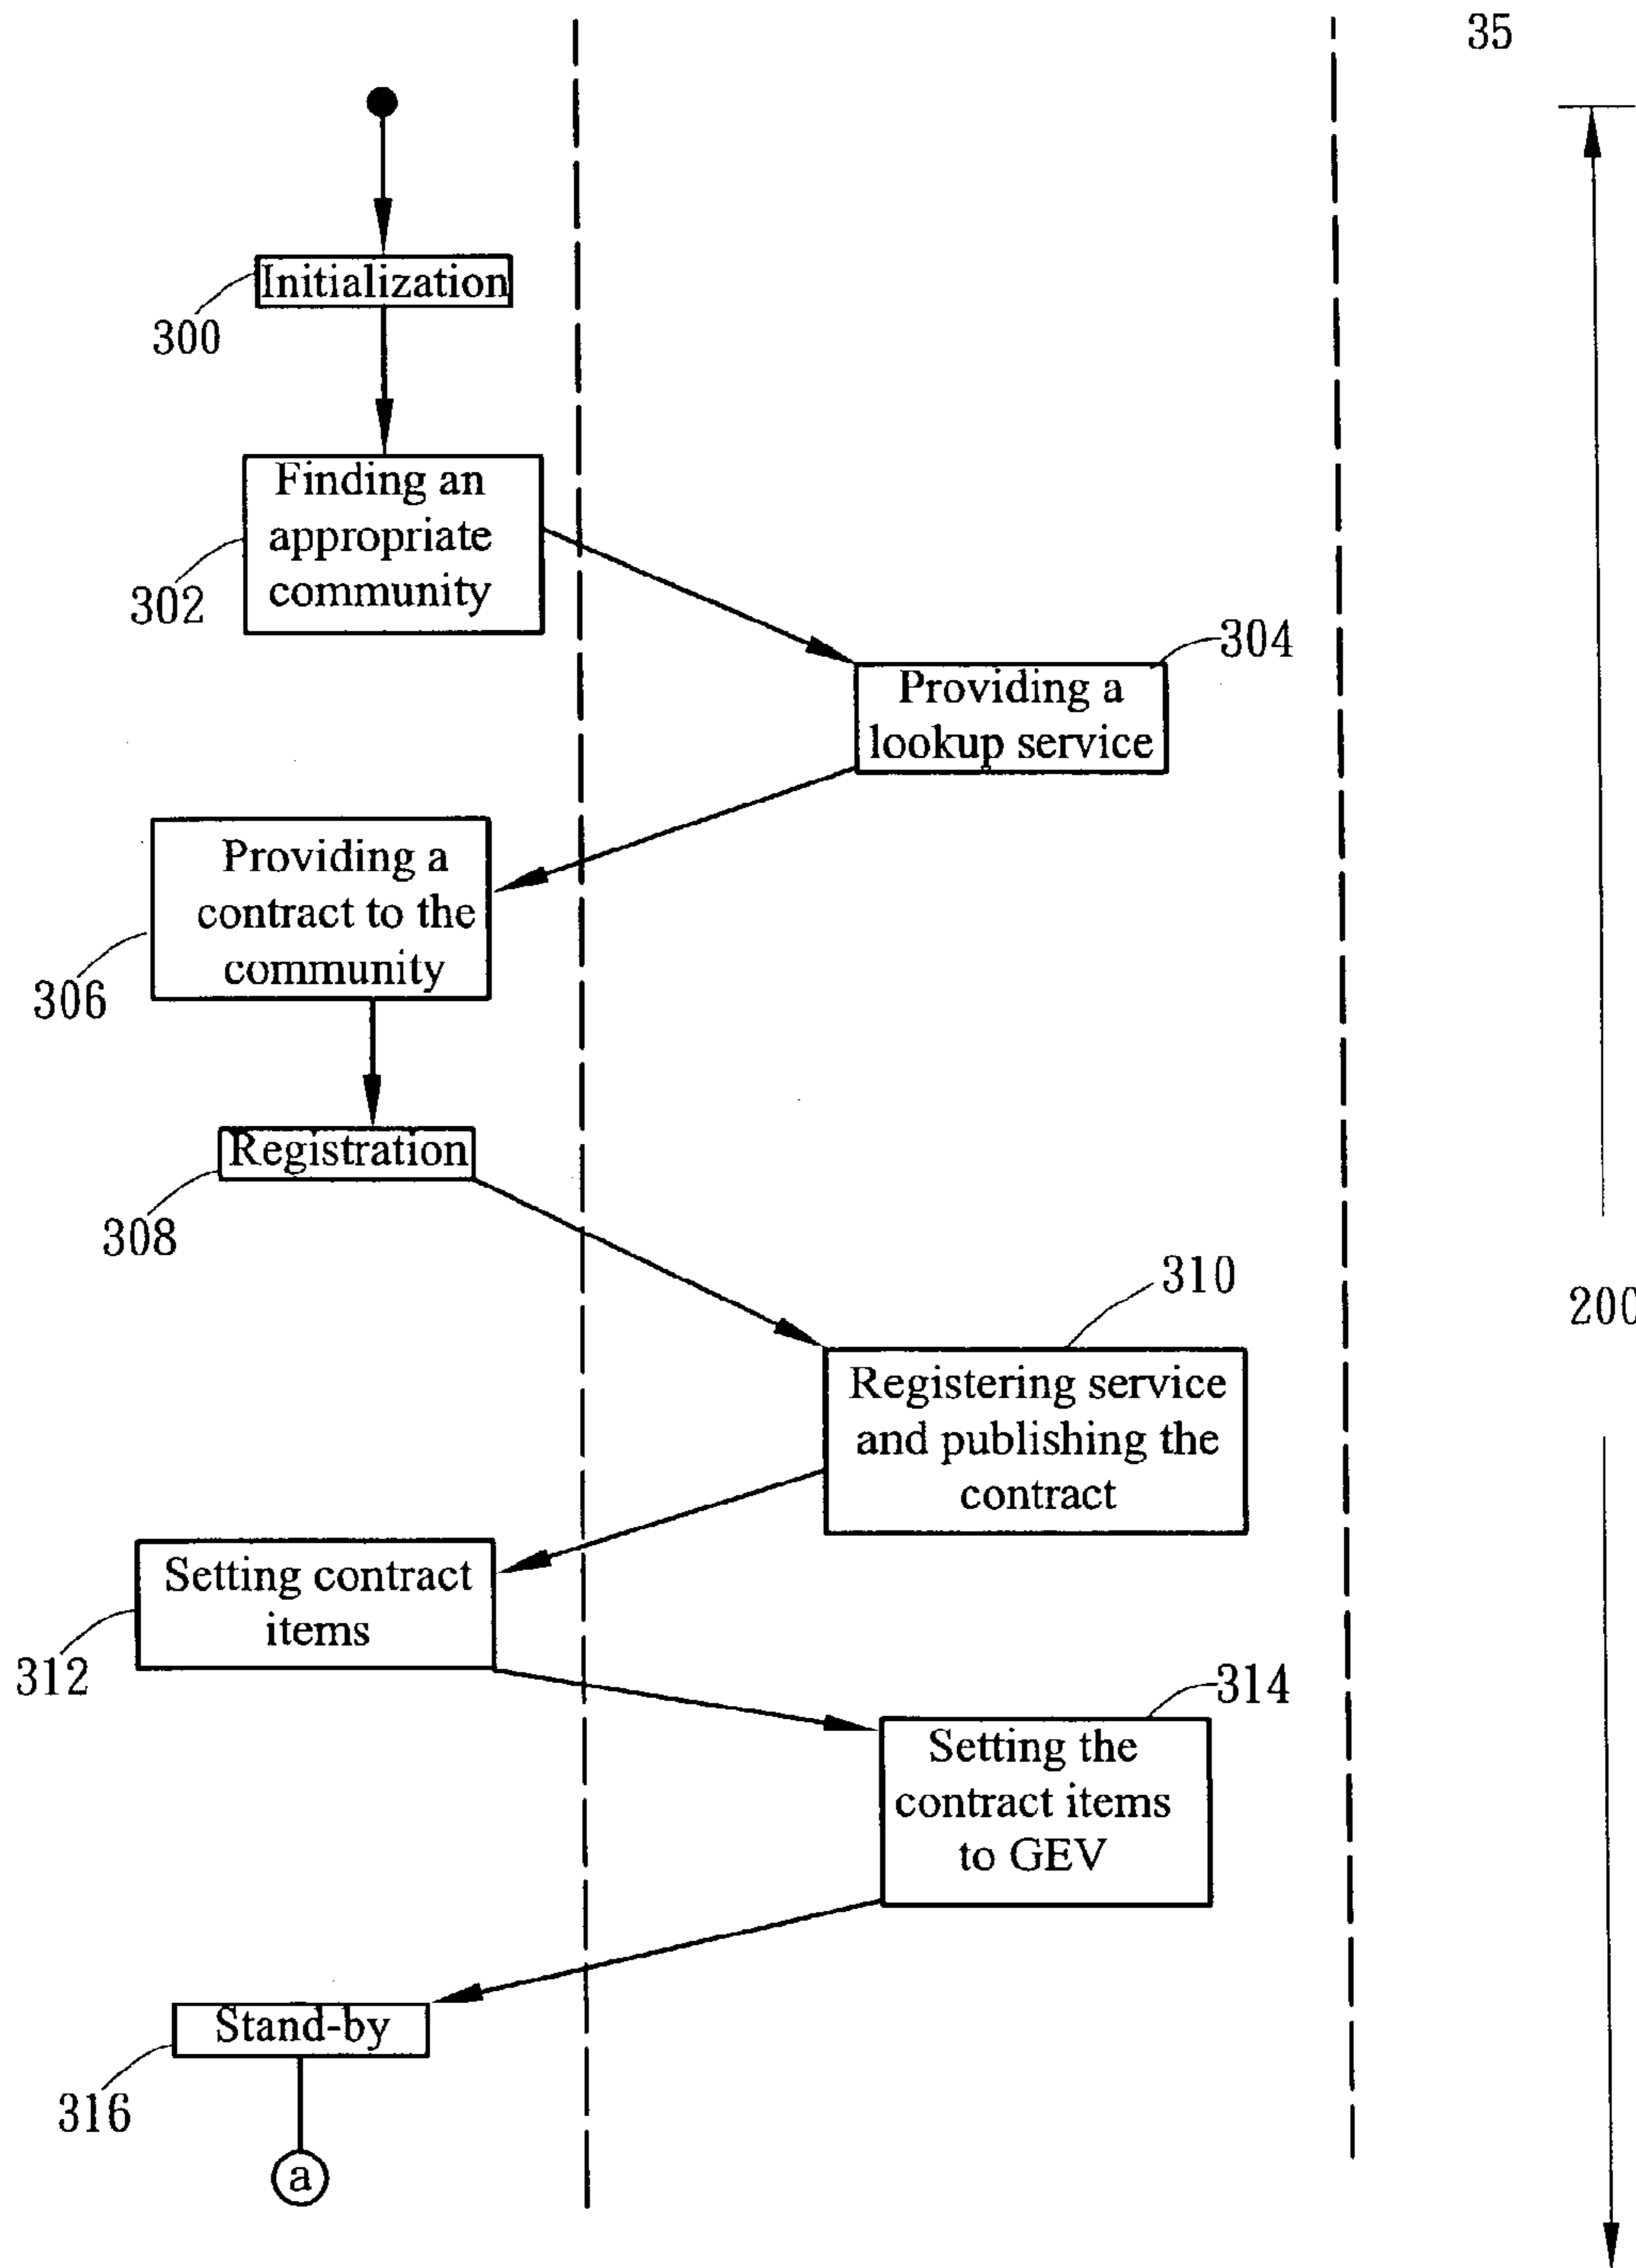 35
Initialization
300
Finding an
appropriate
community
302
304
Providing a
lookup service
Providing a
contract to the
community
306
Registration
308
310
200
Registering service
and publishing the
contract
Setting contract
items
312
314
Setting the
contract items
to GEV
Stand-by
316
a